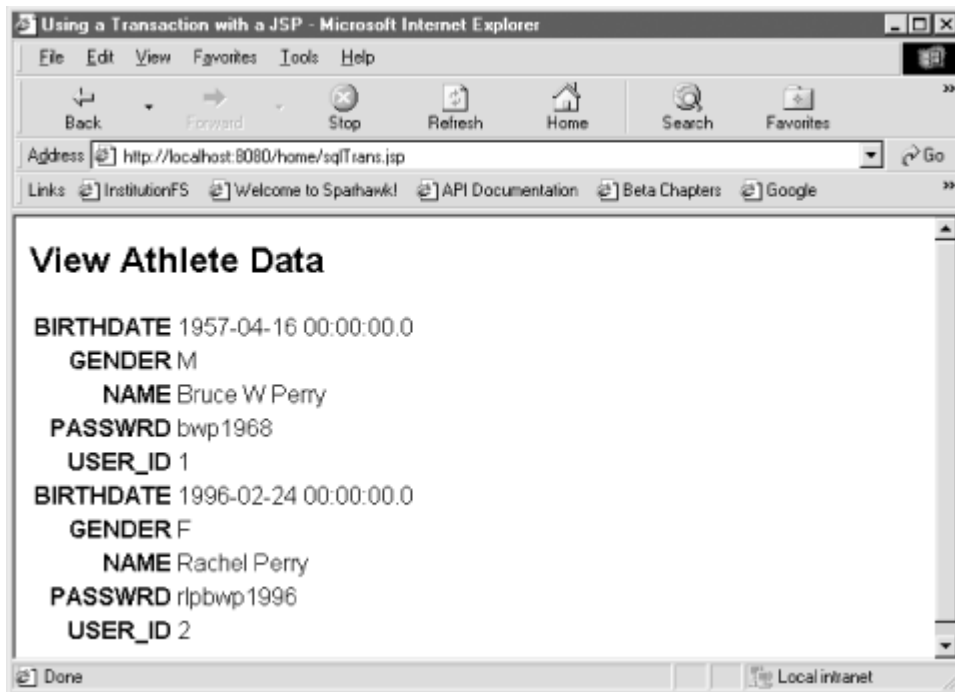 Using a Transaction with a JSP - Microsoft Internet Explorer
File Edit View Favorites Tools Help
Back Forward Stop Refresh Home Search Favorites »
Address http://localhost:8080/home/sqlTrans.jsp Go
Links InstitutionFS Welcome to Sparhawk! API Documentation Beta Chapters Google »
View Athlete Data
BIRTHDATE 1957-04-16 00:00:00.0
GENDER M
NAME Bruce W Perry
PASSWRD bwp1968
USER_ID 1
BIRTHDATE 1996-02-24 00:00:00.0
GENDER F
NAME Rachel Perry
PASSWRD rlpbwp1996
USER_ID 2
Done Local intranet